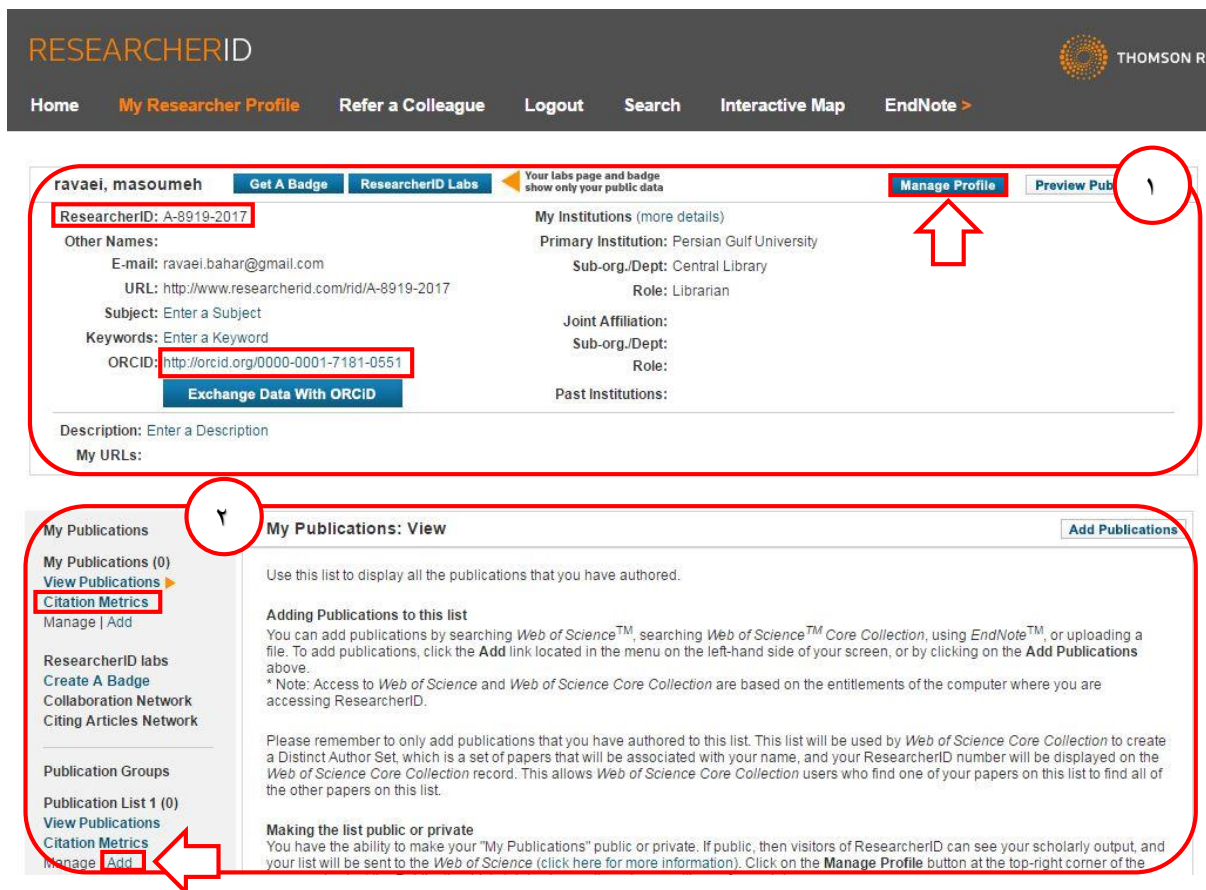 RESEARCHERID
THOMSON R
Home My Researcher Profile Refer a Colleague Logout Search Interactive Map EndNote >
ravaei, masoumeh Get A Badge ResearcherID Labs Your labs page and badge show only your public data Manage Profile Preview Pub
۱
ResearcherID: A-8919-2017
Other Names:
E-mail: ravaei.bahar@gmail.com
URL: http://www.researcherid.com/rid/A-8919-2017
Subject: Enter a Subject
Keywords: Enter a Keyword
ORCID: http://orcid.org/0000-0001-7181-0551
Exchange Data With ORCID
My Institutions (more details)
Primary Institution: Persian Gulf University
Sub-org./Dept: Central Library
Role: Librarian
Joint Affiliation:
Sub-org./Dept:
Role:
Past Institutions:
Description: Enter a Description
My URLs:
۲
My Publications
My Publications (0)
View Publications
Citation Metrics
Manage | Add
ResearcherID labs
Create A Badge
Collaboration Network
Citing Articles Network
Publication Groups
Publication List 1 (0)
View Publications
Citation Metrics
Manage | Add
My Publications: View Add Publications
Use this list to display all the publications that you have authored.
Adding Publications to this list
You can add publications by searching Web of Science™, searching Web of Science™ Core Collection, using EndNote™, or uploading a
file. To add publications, click the Add link located in the menu on the left-hand side of your screen, or by clicking on the Add Publications
above.
* Note: Access to Web of Science and Web of Science Core Collection are based on the entitlements of the computer where you are
accessing ResearcherID.
Please remember to only add publications that you have authored to this list. This list will be used by Web of Science Core Collection to create
a Distinct Author Set, which is a set of papers that will be associated with your name, and your ResearcherID number will be displayed on the
Web of Science Core Collection record. This allows Web of Science Core Collection users who find one of your papers on this list to find all of
the other papers on this list.
Making the list public or private
You have the ability to make your "My Publications" public or private. If public, then visitors of ResearcherID can see your scholarly output, and
your list will be sent to the Web of Science (click here for more information). Click on the Manage Profile button at the top-right corner of the